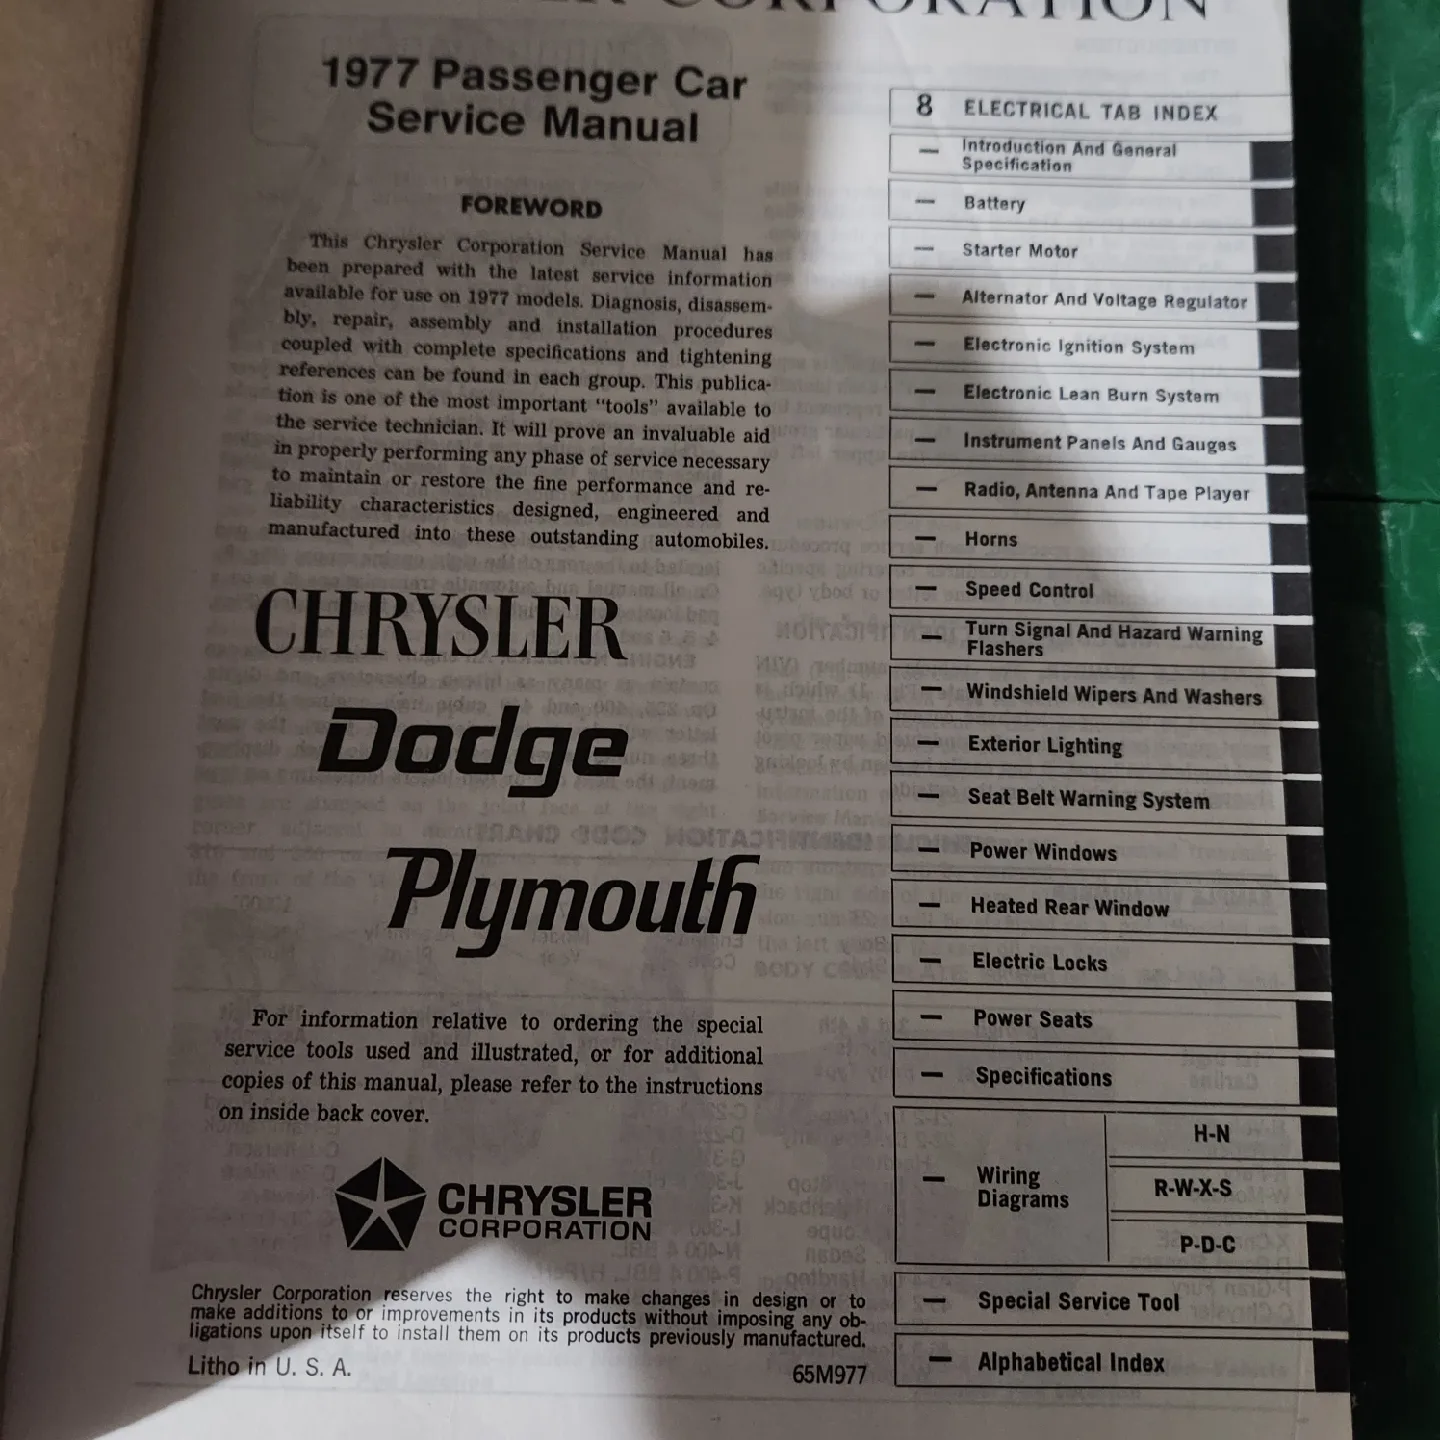 CORPORATION
1977 Passenger Car
Service Manual
FOREWORD
This Chrysler Corporation Service Manual has
been prepared with the latest service information
available for use on 1977 models. Diagnosis, disassem-
bly, repair, assembly and installation procedures
coupled with complete specifications and tightening
references can be found in each group. This publica-
tion is one of the most important “tools” available to
the service technician. It will prove an invaluable aid
in properly performing any phase of service necessary
to maintain or restore the fine performance and re-
liability characteristics designed, engineered and
manufactured into these outstanding automobiles.
CHRYSLER
Dodge
Plymouth
For information relative to ordering the special
service tools used and illustrated, or for additional
copies of this manual, please refer to the instructions
on inside back cover.
CHRYSLER
CORPORATION
Chrysler Corporation reserves the right to make changes in design or to
make additions to or improvements in its products without imposing any ob-
ligations upon itself to install them on its products previously manufactured.
Litho in U. S. A. 65M977
8 ELECTRICAL TAB INDEX
— Introduction And General
Specification
— Battery
— Starter Motor
— Alternator And Voltage Regulator
— Electronic Ignition System
— Electronic Lean Burn System
— Instrument Panels And Gauges
— Radio, Antenna And Tape Player
— Horns
— Speed Control
— Turn Signal And Hazard Warning
Flashers
— Windshield Wipers And Washers
— Exterior Lighting
— Seat Belt Warning System
— Power Windows
— Heated Rear Window
— Electric Locks
— Power Seats
— Specifications
— Wiring
Diagrams
H-N
R-W-X-S
P-D-C
— Special Service Tool
— Alphabetical Index